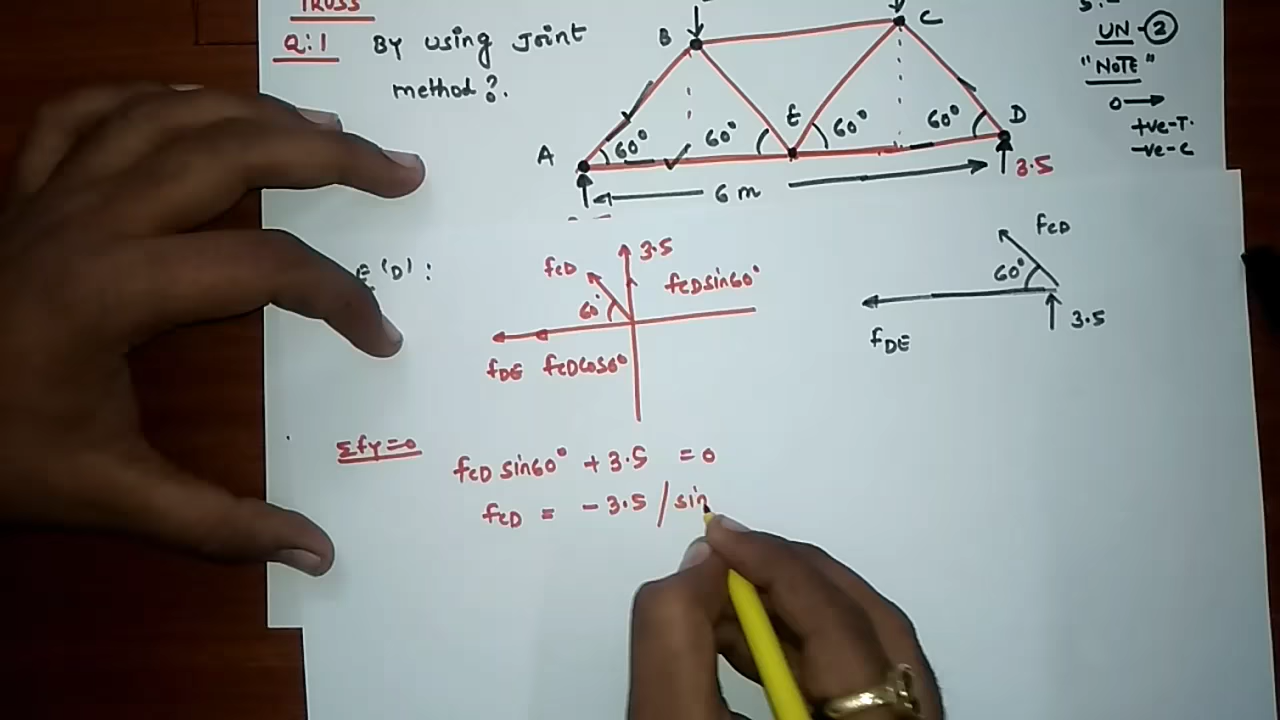 TRUSS
Q:1 By using Joint
method?.
B
C
A
E
D
60°
60°
60°
60°
6 m
3.5
UN-②
"NOTE"
+ve-T.
-ve-C
(D) :
3.5
fCD
fCDsin60°
60°
fDE fCDcos60°
fCD
60°
3.5
fDE
Σfy=0
fCD sin60° + 3.5 = 0
fCD = - 3.5 / sin